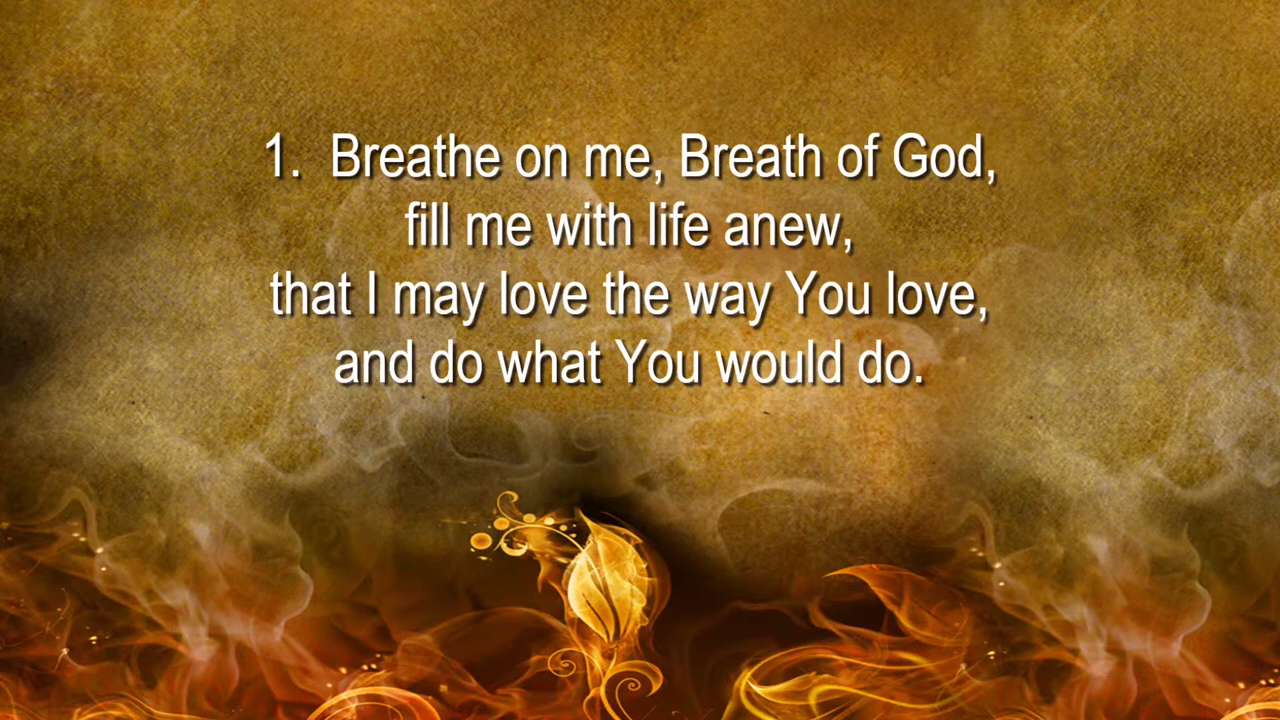 1.  Breathe on me, Breath of God,
fill me with life anew,
that I may love the way You love,
and do what You would do.